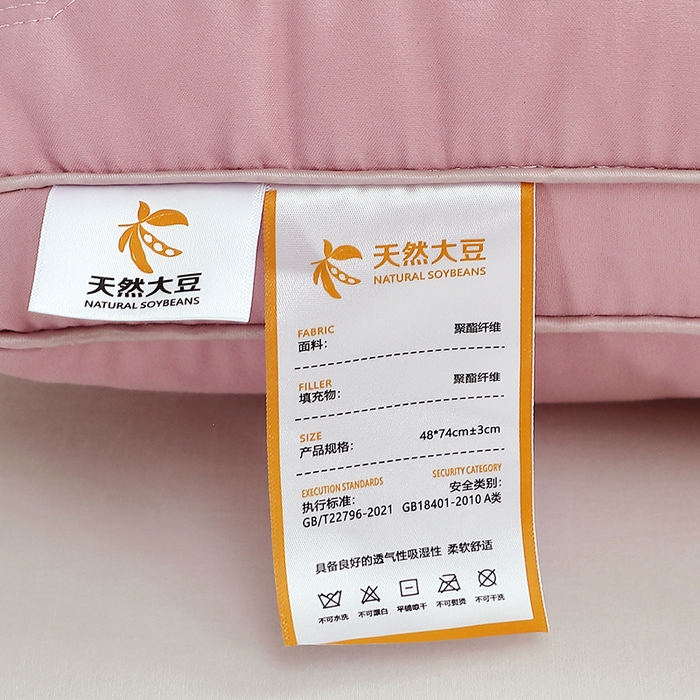 天然大豆
NATURAL SOYBEANS
天然大豆
NATURAL SOYBEANS
FABRIC
面料： 聚酯纤维
FILLER
填充物： 聚酯纤维
SIZE
产品规格： 48*74cm±3cm
EXECUTION STANDARDS SECURITY CATEGORY
执行标准： 安全类别：
GB/T22796-2021 GB18401-2010 A类
具备良好的透气性吸湿性 柔软舒适
不可水洗 不可漂白 平铺晾干 不可熨烫 不可干洗